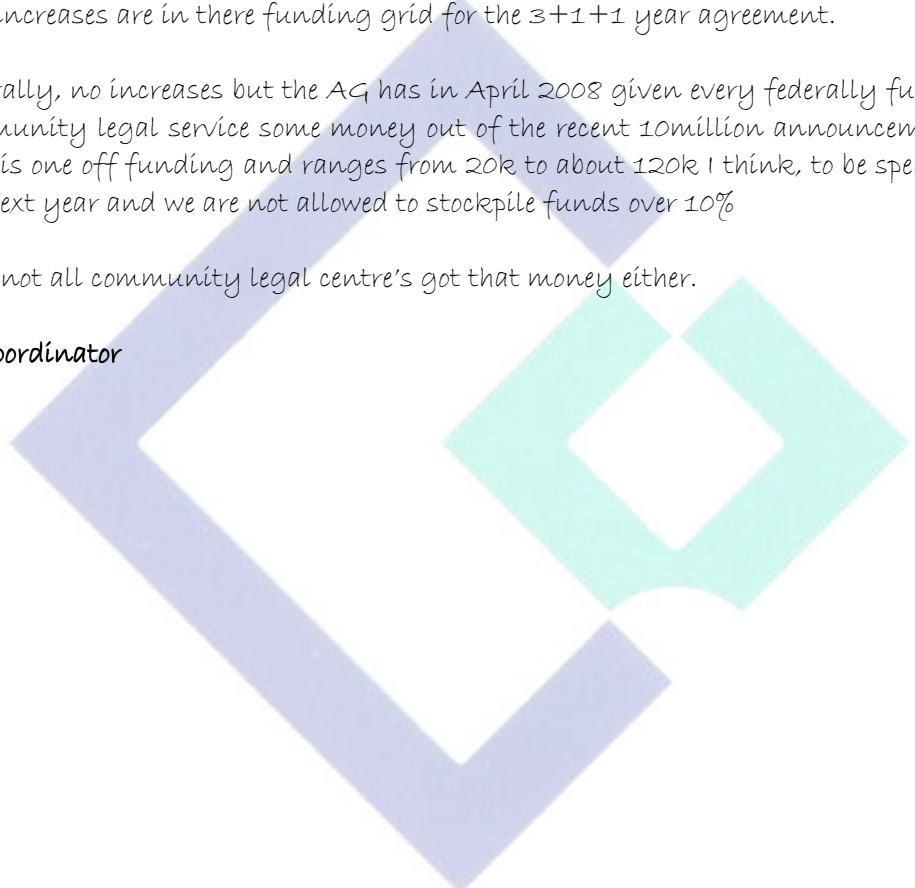 increases are in there funding grid for the 3+1+1 year agreement.
rally, no increases but the AG has in April 2008 given every federally fu
munity legal service some money out of the recent 10million announcem
is one off funding and ranges from 20k to about 120k I think, to be spe
ext year and we are not allowed to stockpile funds over 10%
not all community legal centre's got that money either.
oordinator